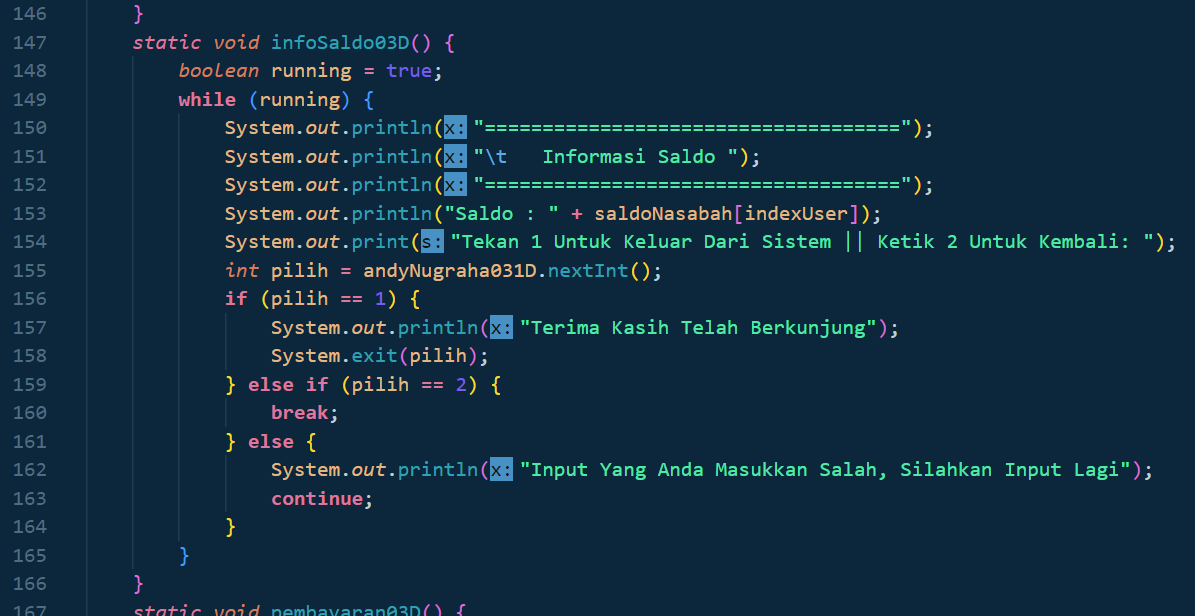 146 }
147 static void infoSaldo03D() {
148 boolean running = true;
149 while (running) {
150 System.out.println(x: "====================================");
151 System.out.println(x: "\t   Informasi Saldo ");
152 System.out.println(x: "====================================");
153 System.out.println("Saldo : " + saldoNasabah[indexUser]);
154 System.out.print(s: "Tekan 1 Untuk Keluar Dari Sistem || Ketik 2 Untuk Kembali: ");
155 int pilih = andyNugraha031D.nextInt();
156 if (pilih == 1) {
157 System.out.println(x: "Terima Kasih Telah Berkunjung");
158 System.exit(pilih);
159 } else if (pilih == 2) {
160 break;
161 } else {
162 System.out.println(x: "Input Yang Anda Masukkan Salah, Silahkan Input Lagi");
163 continue;
164 }
165 }
166 }
167 static void pembayaran03D() {